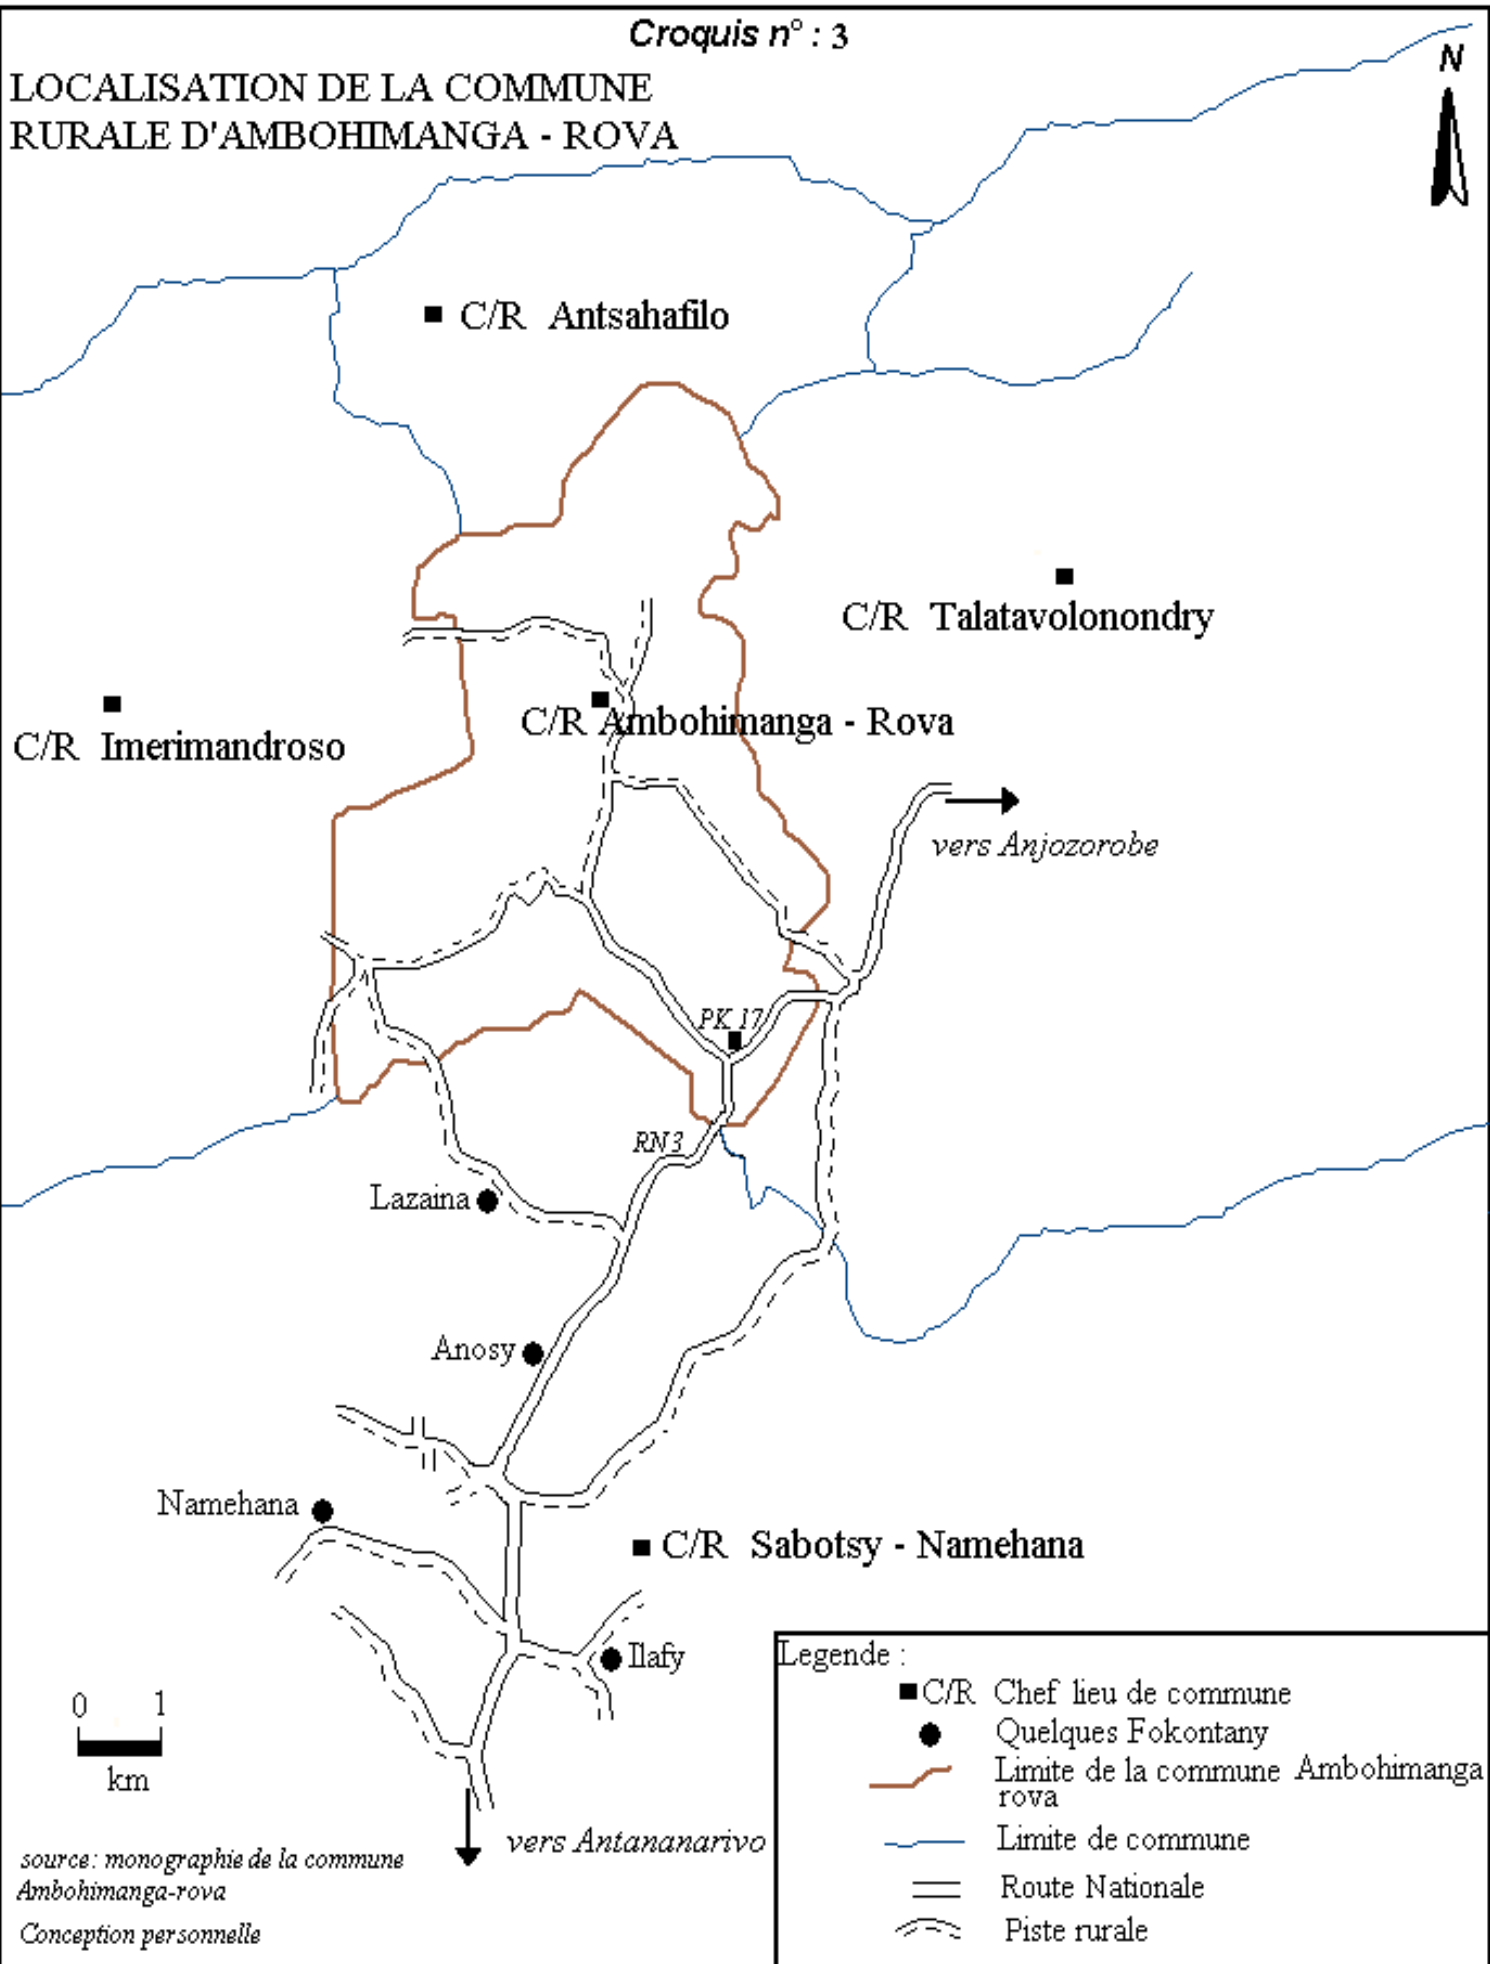 Croquis n° : 3
N
LOCALISATION DE LA COMMUNE
RURALE D'AMBOHIMANGA - ROVA
C/R Antsahafilo
C/R Talatavolonondry
C/R Ambohimanga - Rova
C/R Imerimandroso
vers Anjozorobe
PK 17
RN3
Lazaina
Anosy
Namehana
C/R Sabotsy - Namehana
Ilafy
0 1
km
vers Antananarivo
source: monographie de la commune
Ambohimanga-rova
Conception personnelle
Legende :
C/R Chef lieu de commune
Quelques Fokontany
Limite de la commune Ambohimanga
rova
Limite de commune
Route Nationale
Piste rurale